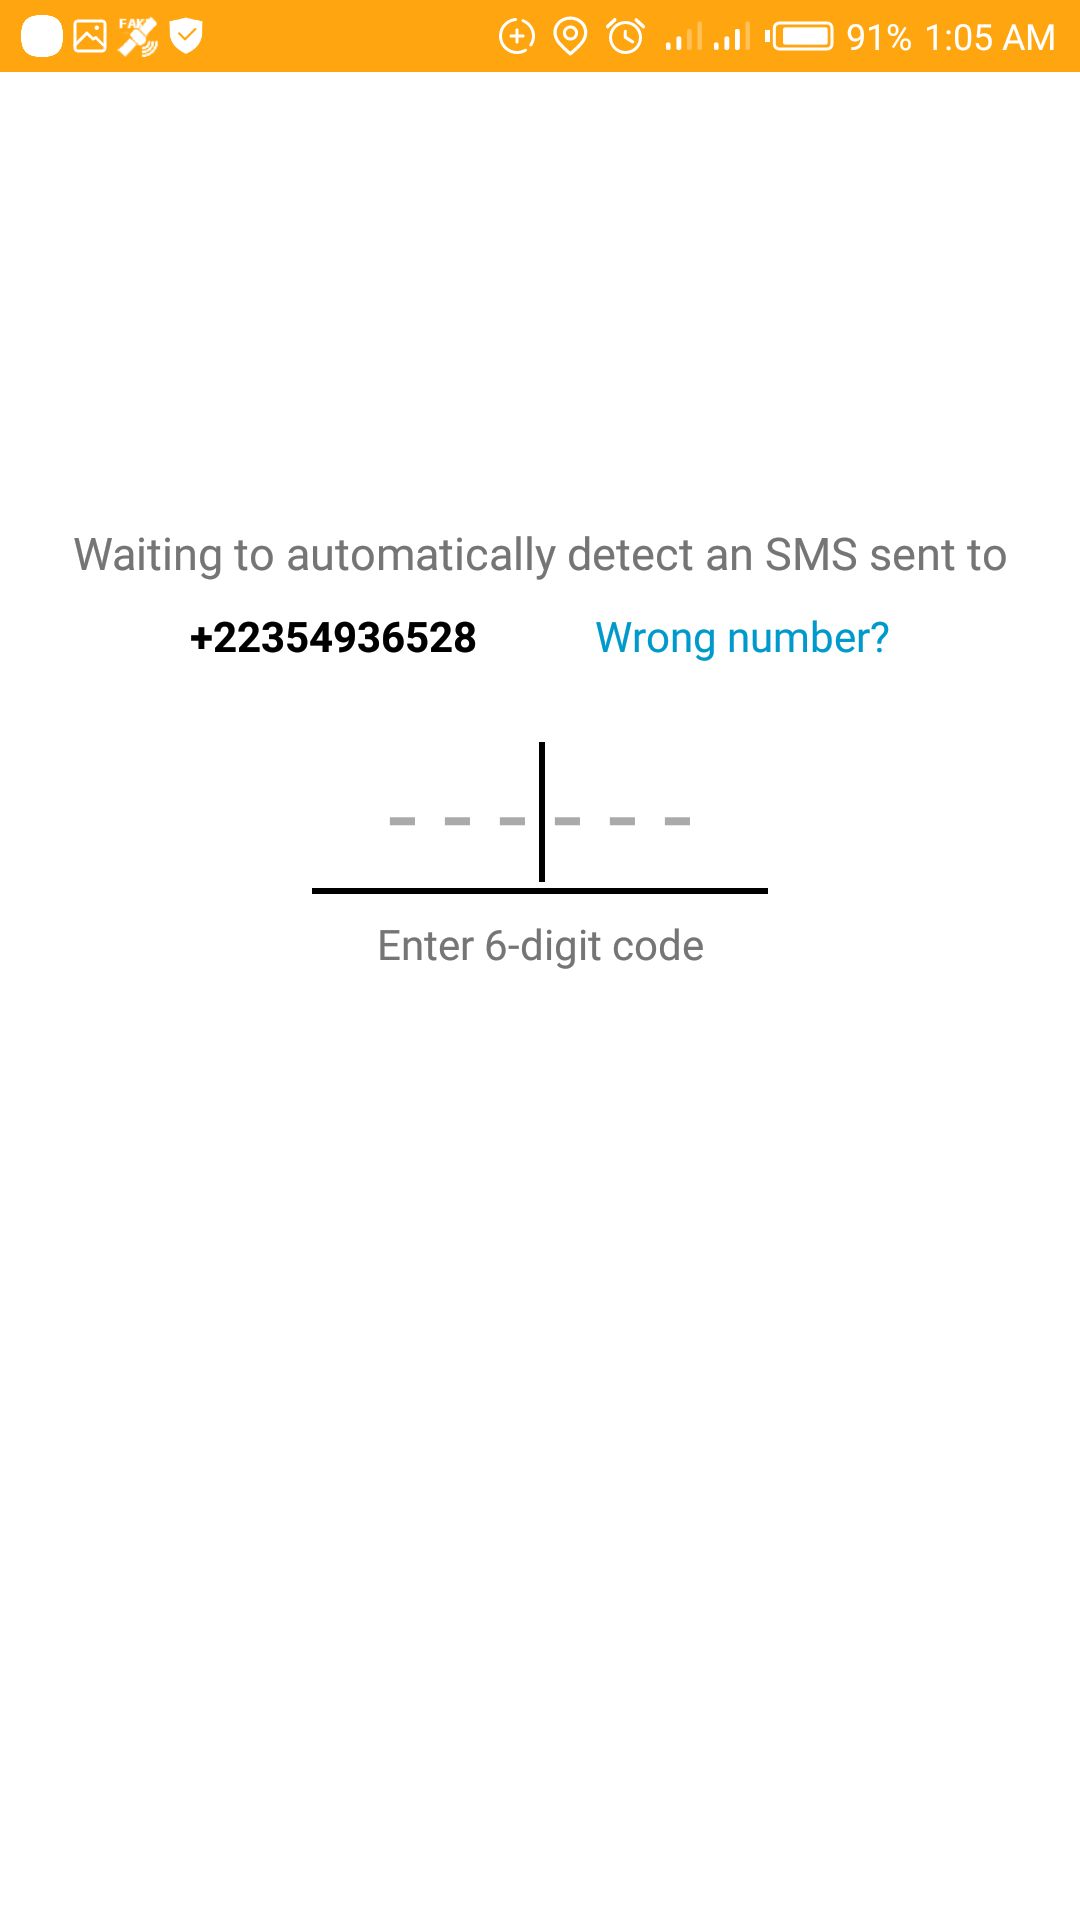 FAKE
91% 1:05 AM
Waiting to automatically detect an SMS sent to
+22354936528 Wrong number?
Enter 6-digit code